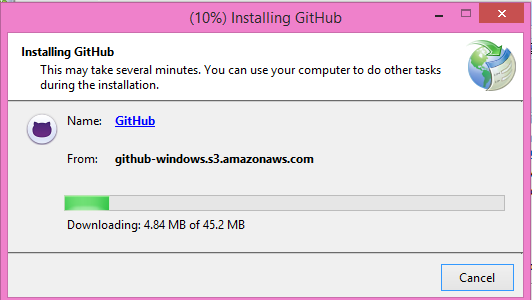 (10%) Installing GitHub
Installing GitHub
This may take several minutes. You can use your computer to do other tasks
during the installation.
Name: GitHub
From: github-windows.s3.amazonaws.com
Downloading: 4.84 MB of 45.2 MB
Cancel